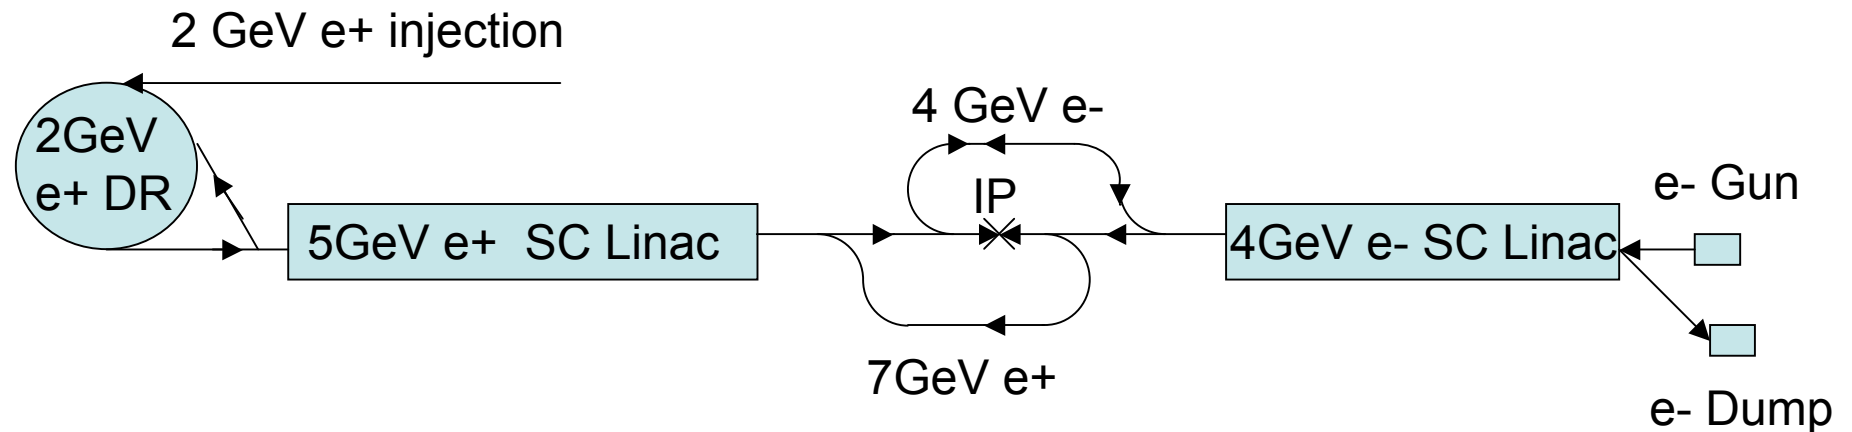 2 GeV e+ injection
2GeV
e+ DR
5GeV e+ SC Linac
4 GeV e-
IP
7GeV e+
4GeV e- SC Linac
e- Gun
e- Dump